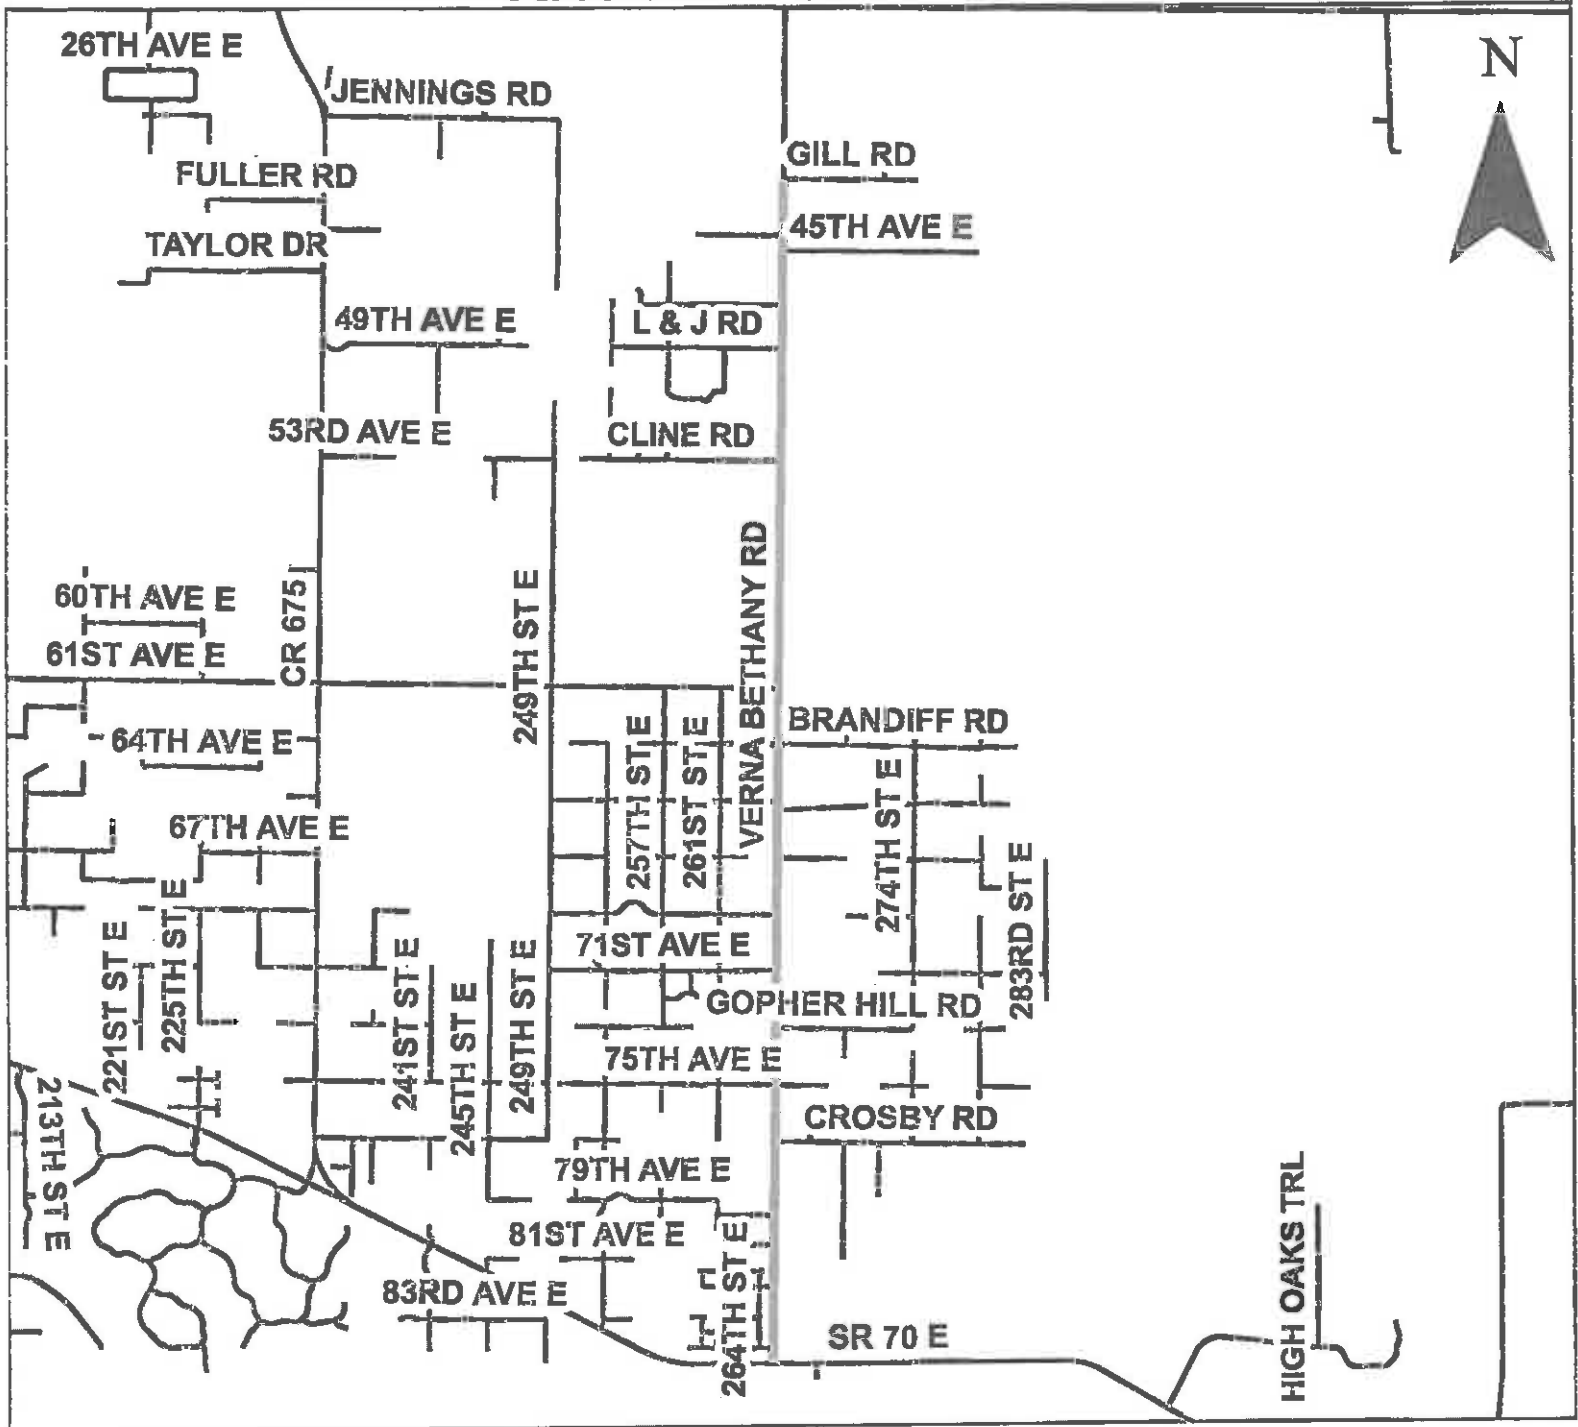 26TH AVE E
N
JENNINGS RD
GILL RD
FULLER RD
45TH AVE E
TAYLOR DR
49TH AVE E
L & J RD
53RD AVE E
CLINE RD
VERNA BETHANY RD
60TH AVE E
CR 675
249TH ST E
61ST AVE E
BRANDIFF RD
64TH AVE E
257TH ST E
261ST ST E
274TH ST E
67TH AVE E
283RD ST E
225TH ST E
221ST ST E
71ST AVE E
241ST ST E
245TH ST E
249TH ST E
GOPHER HILL RD
75TH AVE E
213TH ST E
CROSBY RD
79TH AVE E
HIGH OAKS TRL
81ST AVE E
264TH ST E
83RD AVE E
SR 70 E